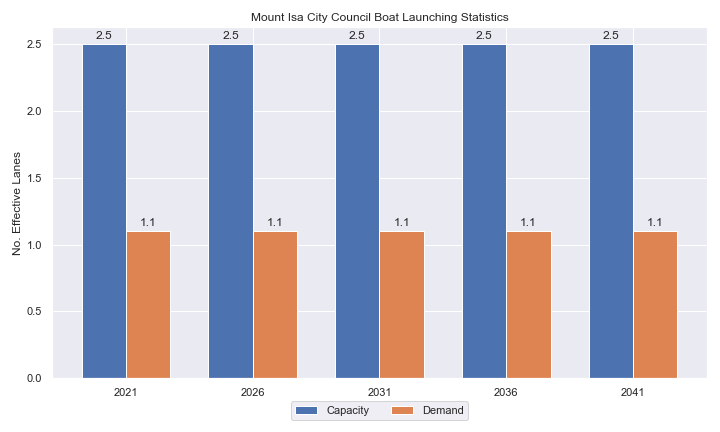 Mount Isa City Council Boat Launching Statistics
No. Effective Lanes
2.5
2.0
1.5
1.0
0.5
0.0
2.5 2.5 2.5 2.5 2.5
1.1 1.1 1.1 1.1 1.1
2021 2026 2031 2036 2041
Capacity Demand